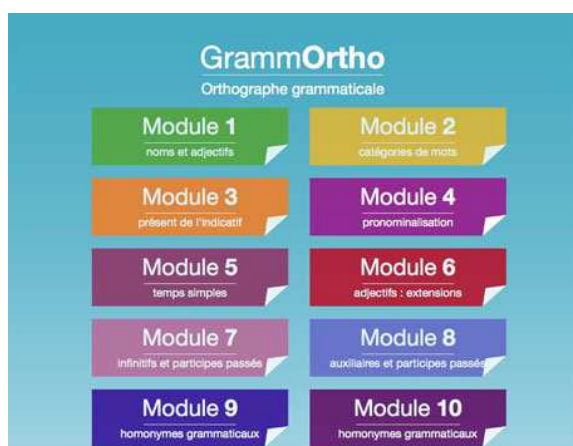 GrammOrtho
Orthographe grammaticale
Module 1
noms et adjectifs
Module 2
catégories de mots
Module 3
présent de l'indicatif
Module 4
pronominalisation
Module 5
temps simples
Module 6
adjectifs : extensions
Module 7
infinitifs et participes passés
Module 8
auxiliaires et participes passés
Module 9
homonymes grammaticaux
Module 10
homonymes grammaticaux